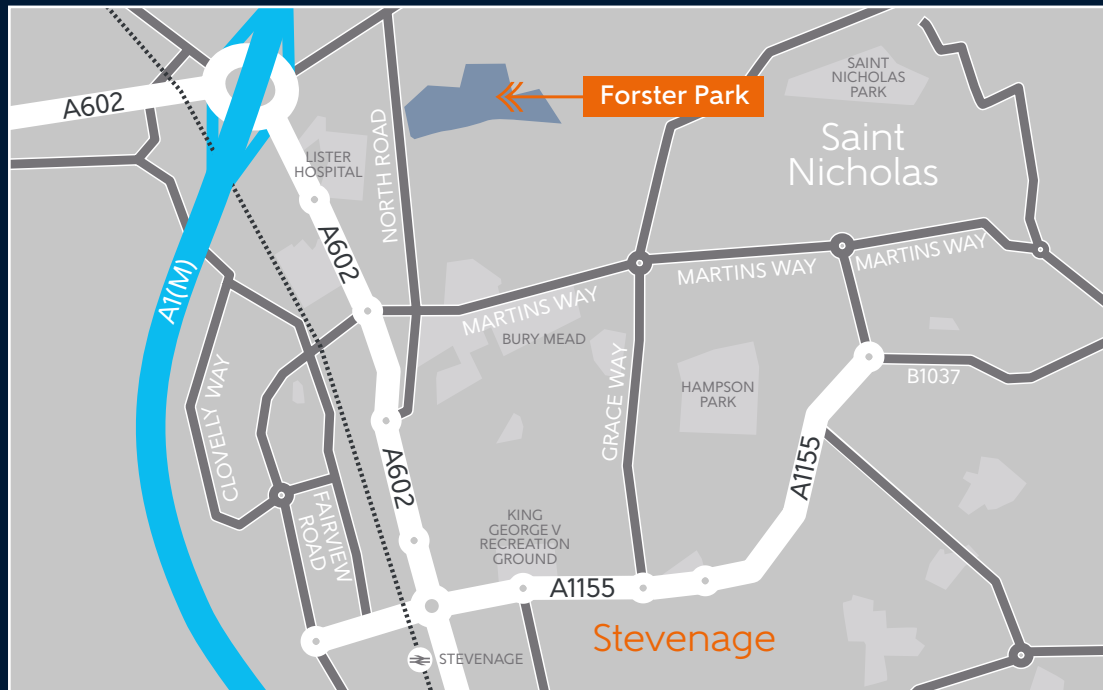 A602
Forster Park
SAINT
NICHOLAS
PARK
Saint
Nicholas
LISTER
HOSPITAL
NORTH ROAD
A602
A1(M)
MARTINS WAY
MARTINS WAY
MARTINS WAY
BURY MEAD
CLOVELLY WAY
GRACE WAY
HAMPSON
PARK
B1037
A602
A1155
FAIRVIEW
ROAD
KING
GEORGE V
RECREATION
GROUND
A1155
Stevenage
STEVENAGE